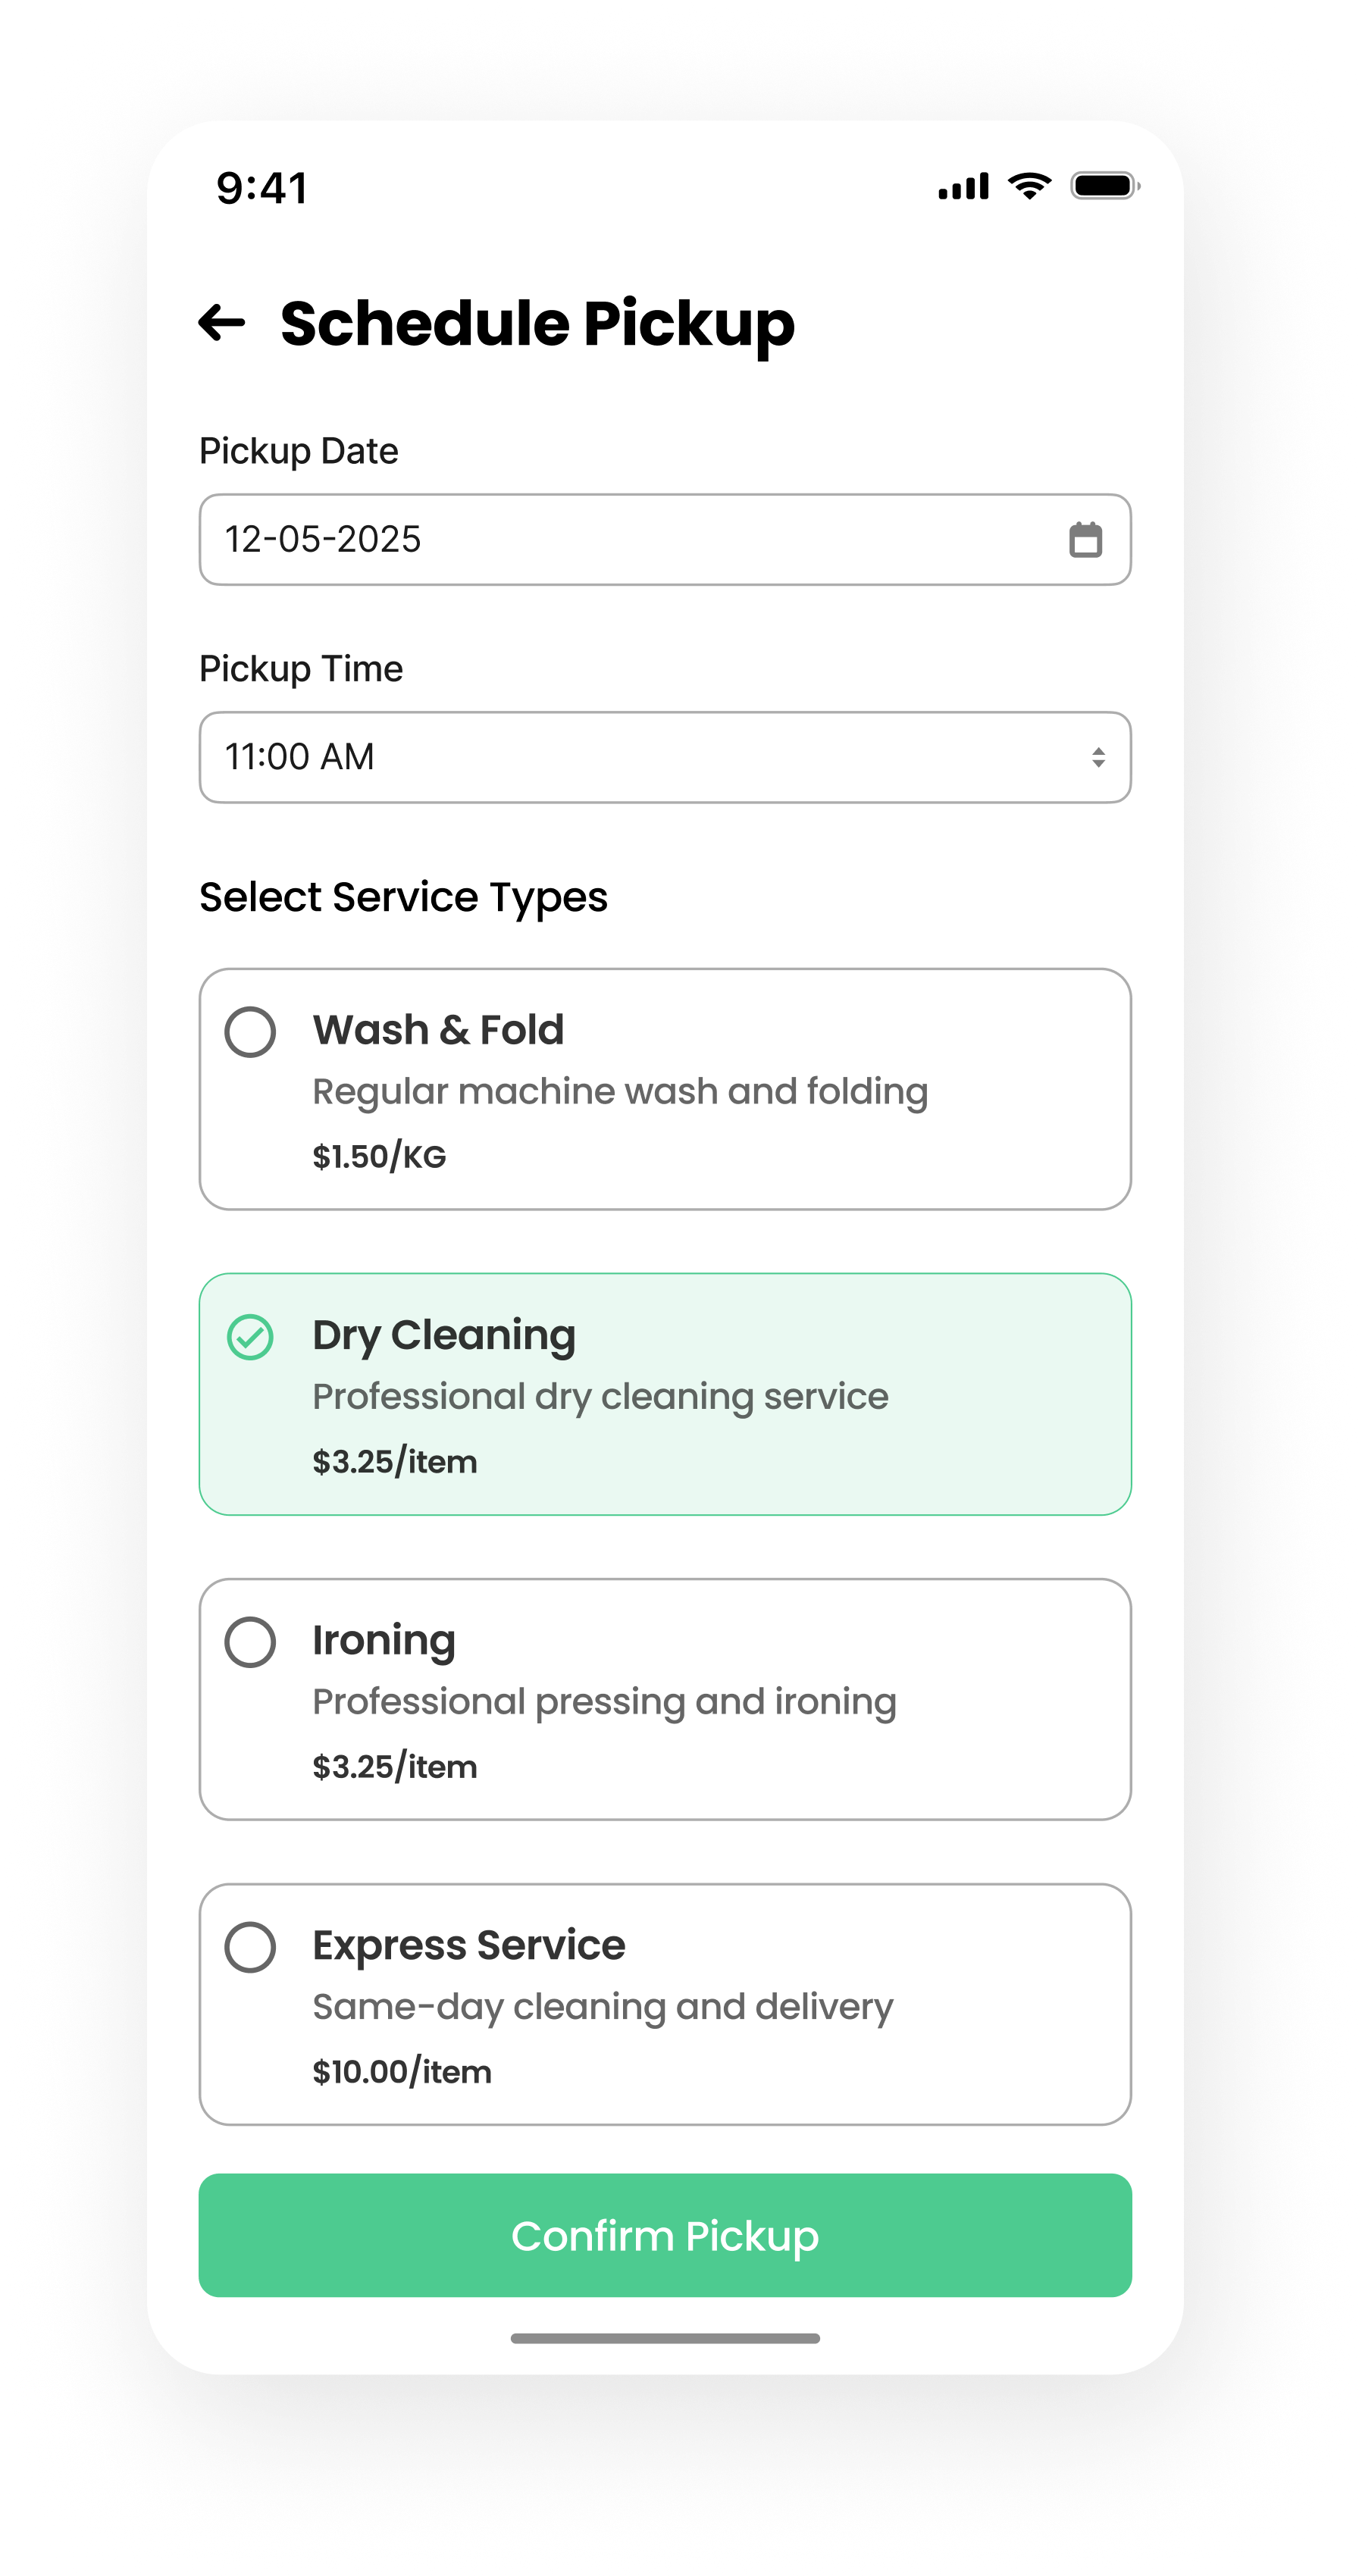 9:41
Schedule Pickup
Pickup Date
12-05-2025
Pickup Time
11:00 AM
Select Service Types
Wash & Fold
Regular machine wash and folding
$1.50/KG
Dry Cleaning
Professional dry cleaning service
$3.25/item
Ironing
Professional pressing and ironing
$3.25/item
Express Service
Same-day cleaning and delivery
$10.00/item
Confirm Pickup